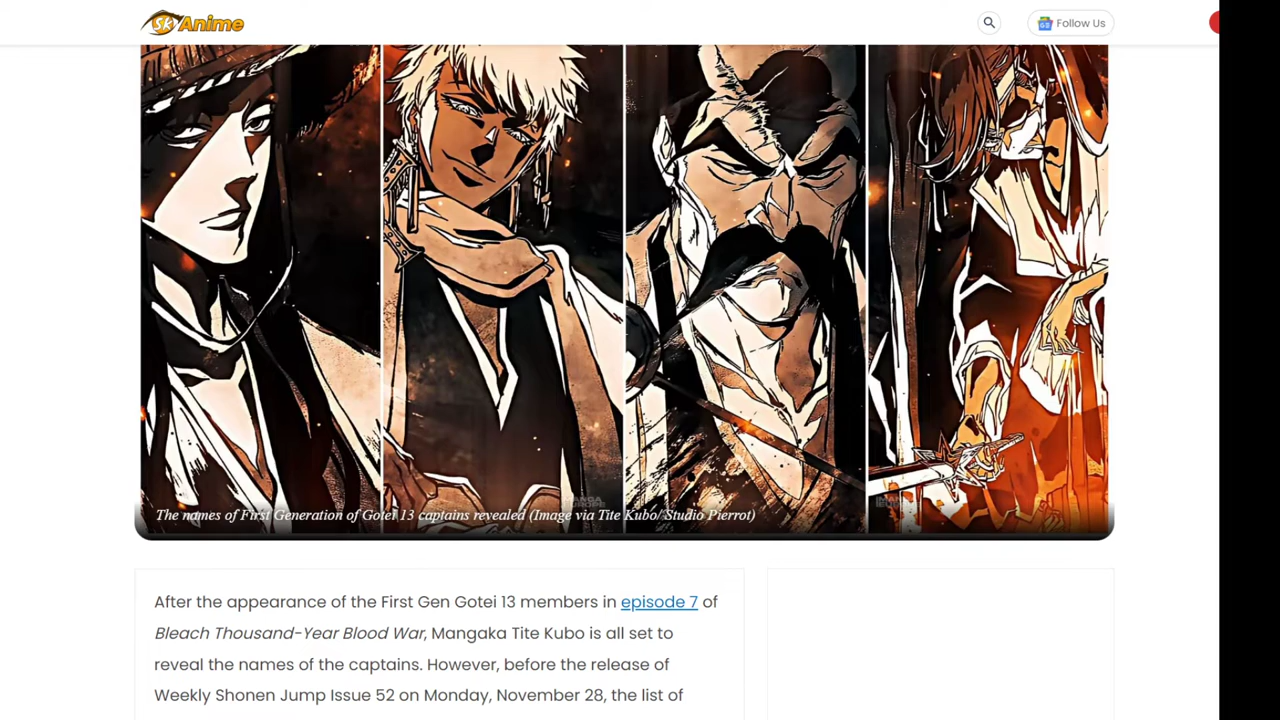 Sk Anime
Follow Us
The names of First Generation of Gotei 13 captains revealed (Image via Tite Kubo/ Studio Pierrot)
After the appearance of the First Gen Gotei 13 members in episode 7 of
Bleach Thousand-Year Blood War, Mangaka Tite Kubo is all set to
reveal the names of the captains. However, before the release of
Weekly Shonen Jump Issue 52 on Monday, November 28, the list of